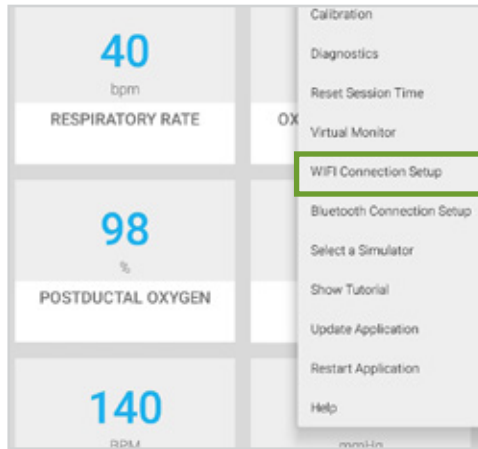 40
bpm
RESPIRATORY RATE
OX
98
%
POSTDUCTAL OXYGEN
140
BPM
mmHg
Calibration
Diagnostics
Reset Session Time
Virtual Monitor
WIFI Connection Setup
Bluetooth Connection Setup
Select a Simulator
Show Tutorial
Update Application
Restart Application
Help